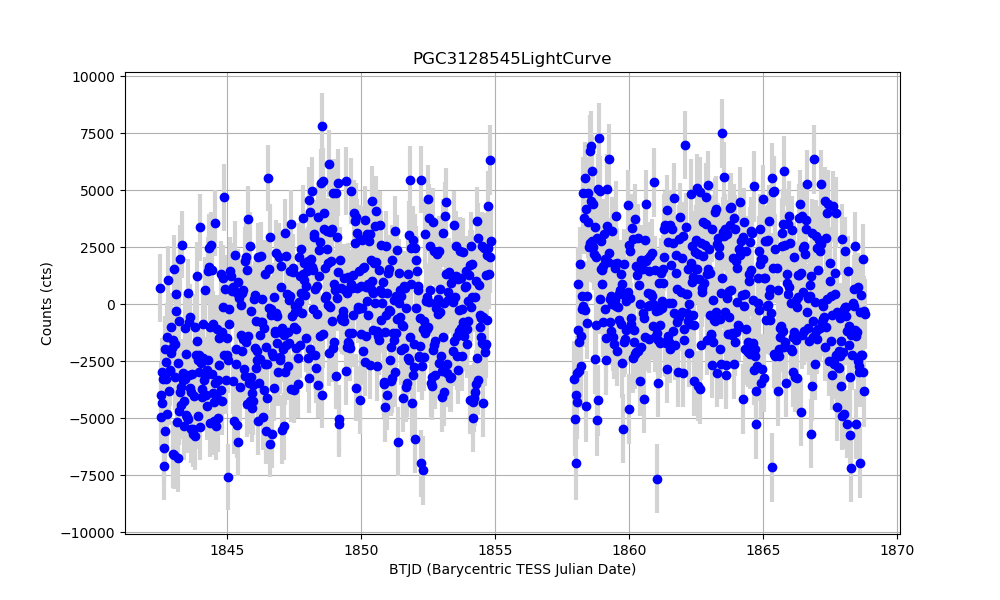 PGC3128545LightCurve
10000
7500
5000
2500
0
−2500
−5000
−7500
−10000
Counts (cts)
1845 1850 1855 1860 1865 1870
BTJD (Barycentric TESS Julian Date)